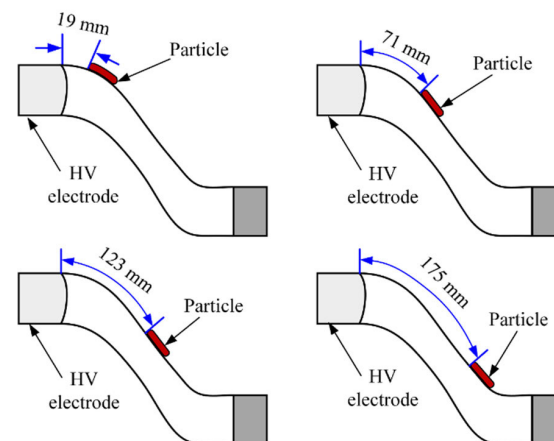 19 mm
Particle
HV
electrode
71 mm
Particle
HV
electrode
123 mm
Particle
HV
electrode
175 mm
Particle
HV
electrode